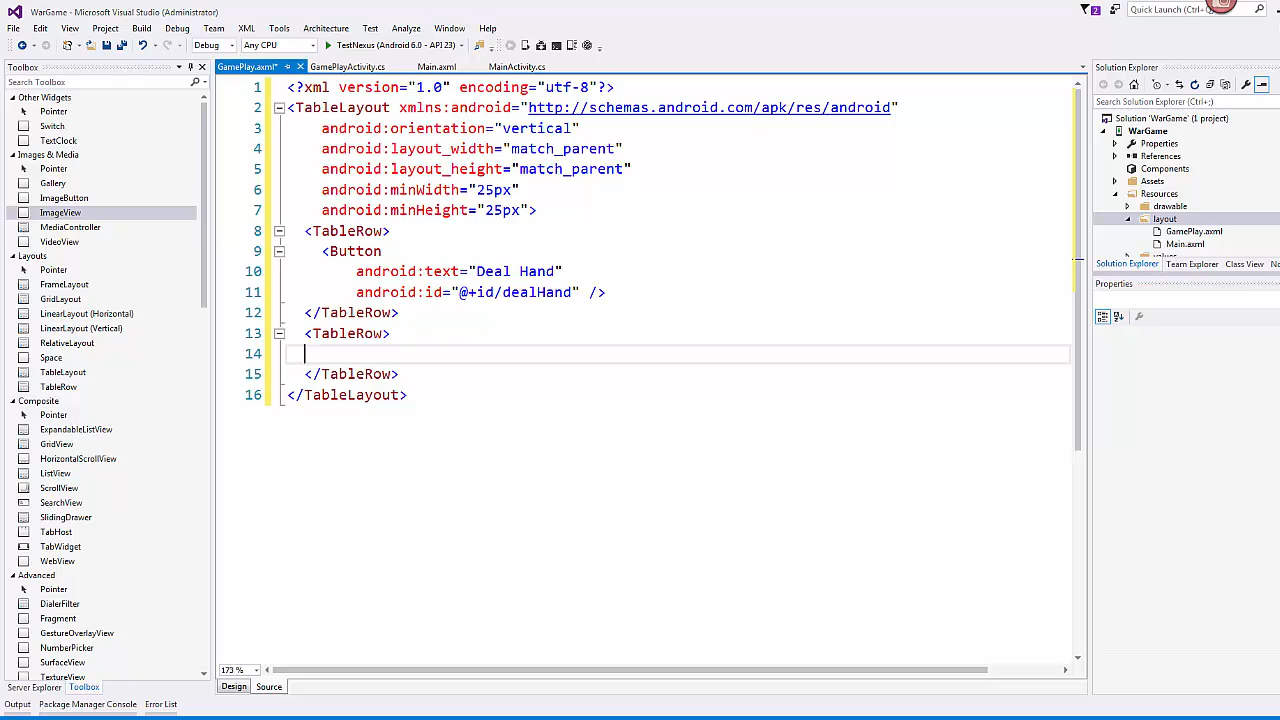 WarGame - Microsoft Visual Studio (Administrator)
2
Quick Launch (Ctrl+Q)
File Edit View Project Build Debug Team XML Tools Architecture Test Analyze Window Help
Debug Any CPU TestNexus (Android 6.0 - API 23)
Toolbox
Search Toolbox
Other Widgets
Pointer
Switch
TextClock
Images & Media
Pointer
Gallery
ImageButton
ImageView
MediaController
VideoView
Layouts
Pointer
FrameLayout
GridLayout
LinearLayout (Horizontal)
LinearLayout (Vertical)
RelativeLayout
Space
TableLayout
TableRow
Composite
Pointer
ExpandableListView
GridView
HorizontalScrollView
ListView
ScrollView
SearchView
SlidingDrawer
TabHost
TabWidget
WebView
Advanced
Pointer
DialerFilter
Fragment
GestureOverlayView
NumberPicker
SurfaceView
TextureView
Server Explorer Toolbox
GamePlay.axml* GamePlayActivity.cs Main.axml MainActivity.cs
1 <?xml version="1.0" encoding="utf-8"?>
2 <TableLayout xmlns:android="http://schemas.android.com/apk/res/android"
3 android:orientation="vertical"
4 android:layout_width="match_parent"
5 android:layout_height="match_parent"
6 android:minWidth="25px"
7 android:minHeight="25px">
8 <TableRow>
9 <Button
10 android:text="Deal Hand"
11 android:id="@+id/dealHand" />
12 </TableRow>
13 <TableRow>
14
15 </TableRow>
16 </TableLayout>
173 %
Design Source
Solution Explorer
Search Solution Explorer (Ctrl+;)
Solution 'WarGame' (1 project)
WarGame
Properties
References
Components
Assets
Resources
drawable
layout
GamePlay.axml
Main.axml
Solution Explorer Team Explorer Class View
Properties
Output Package Manager Console Error List